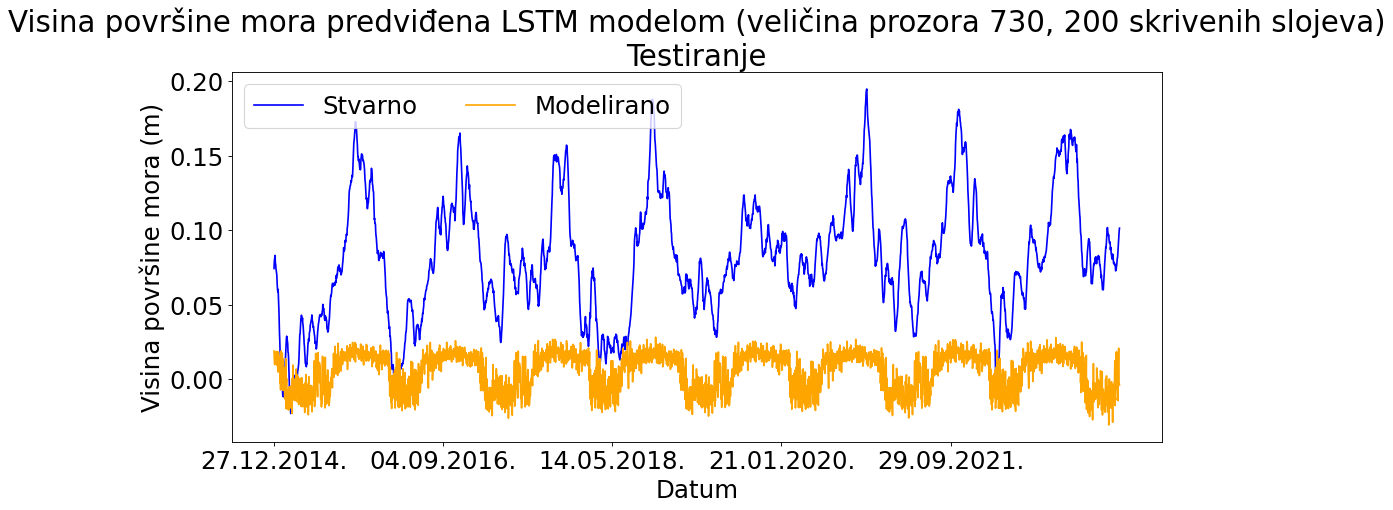 Visina površine mora predviđena LSTM modelom (veličina prozora 730, 200 skrivenih slojeva)
Testiranje
Stvarno Modelirano
Visina površine mora (m)
0.20
0.15
0.10
0.05
0.00
27.12.2014. 04.09.2016. 14.05.2018. 21.01.2020. 29.09.2021.
Datum